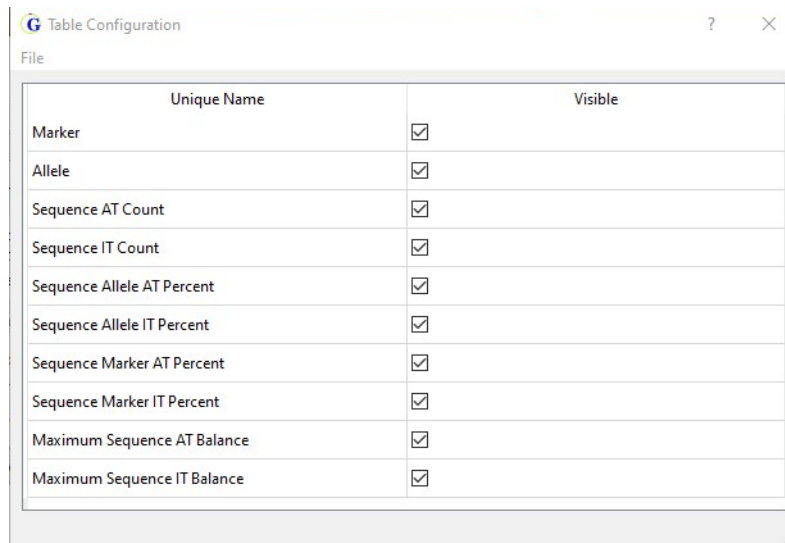 G Table Configuration ? ×
File
Unique Name Visible
Marker
Allele
Sequence AT Count
Sequence IT Count
Sequence Allele AT Percent
Sequence Allele IT Percent
Sequence Marker AT Percent
Sequence Marker IT Percent
Maximum Sequence AT Balance
Maximum Sequence IT Balance